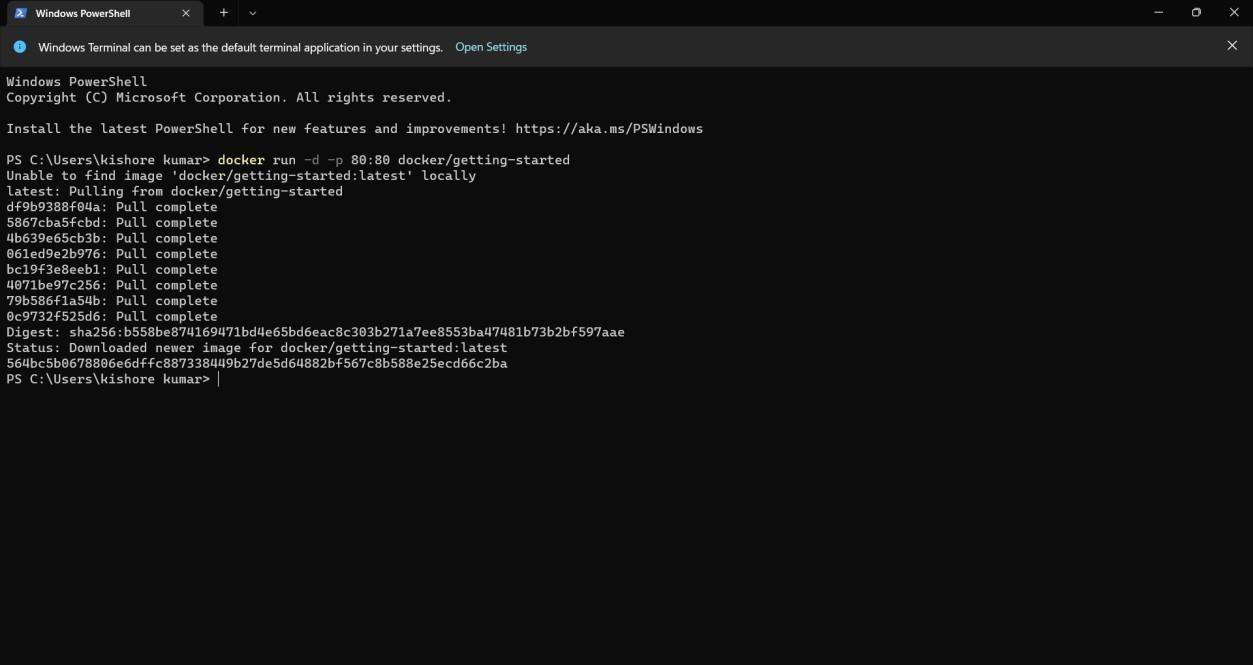 Windows PowerShell
Windows Terminal can be set as the default terminal application in your settings. Open Settings
Windows PowerShell
Copyright (C) Microsoft Corporation. All rights reserved.
Install the latest PowerShell for new features and improvements! https://aka.ms/PSWindows
PS C:\Users\kishore kumar> docker run -d -p 80:80 docker/getting-started
Unable to find image 'docker/getting-started:latest' locally
latest: Pulling from docker/getting-started
df9b9388f04a: Pull complete
5867cba5fcbd: Pull complete
4b639e65cb3b: Pull complete
061ed9e2b976: Pull complete
bc19f3e8eeb1: Pull complete
4071be97c256: Pull complete
79b586f1a54b: Pull complete
0c9732f525d6: Pull complete
Digest: sha256:b558be874169471bd4e65bd6eac8c303b271a7ee8553ba47481b73b2bf597aae
Status: Downloaded newer image for docker/getting-started:latest
564bc5b0678806e6dffc887338449b27de5d64882bf567c8b588e25ecd66c2ba
PS C:\Users\kishore kumar>